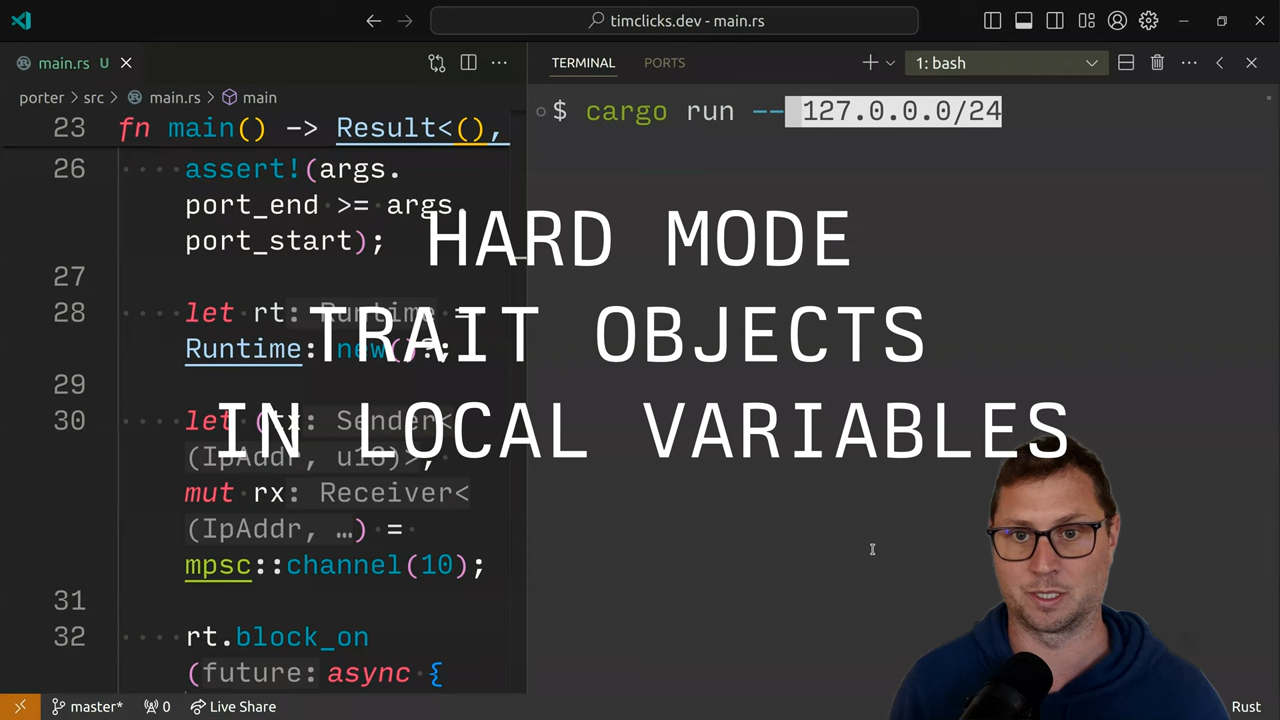 timclicks.dev - main.rs
main.rs U
porter > src > main.rs > main
23 fn main() -> Result<(),
26 assert!(args.
port_end >= args.
port_start);
27
28 let rt: Runtime =
Runtime::new()?;
29
30 let (tx: Sender<
(IpAddr, u16)>,
mut rx: Receiver<
(IpAddr, …) =
mpsc::channel(10);
31
32 rt.block_on
(future: async {
TERMINAL
PORTS
1: bash
$ cargo run -- 127.0.0.0/24
HARD MODE
TRAIT OBJECTS
IN LOCAL VARIABLES
master* 0 Live Share
Rust